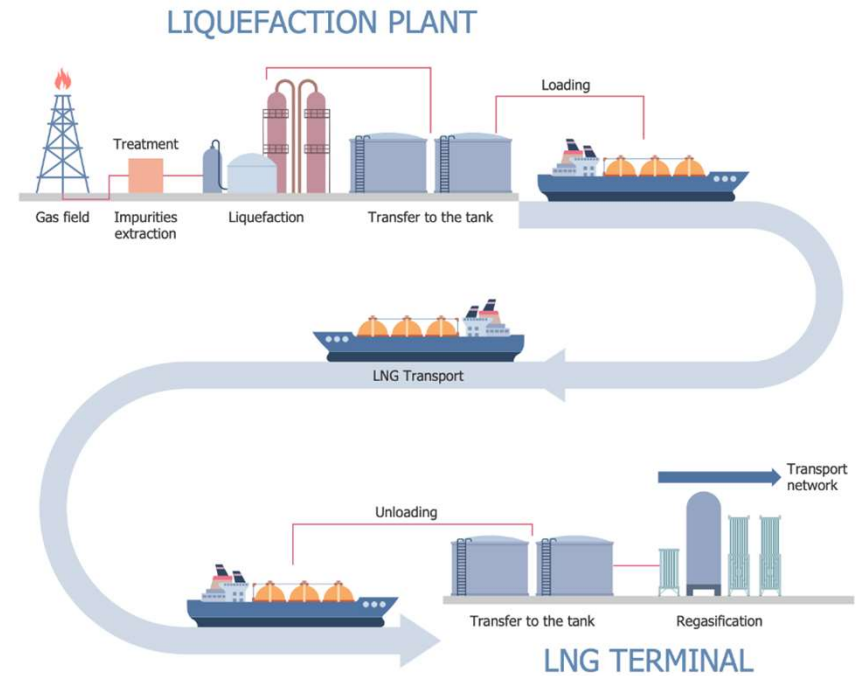 LIQUEFACTION PLANT
Loading
Treatment
Gas field
Impurities
extraction
Liquefaction
Transfer to the tank
LNG Transport
Transport
network
Unloading
Transfer to the tank
Regasification
LNG TERMINAL